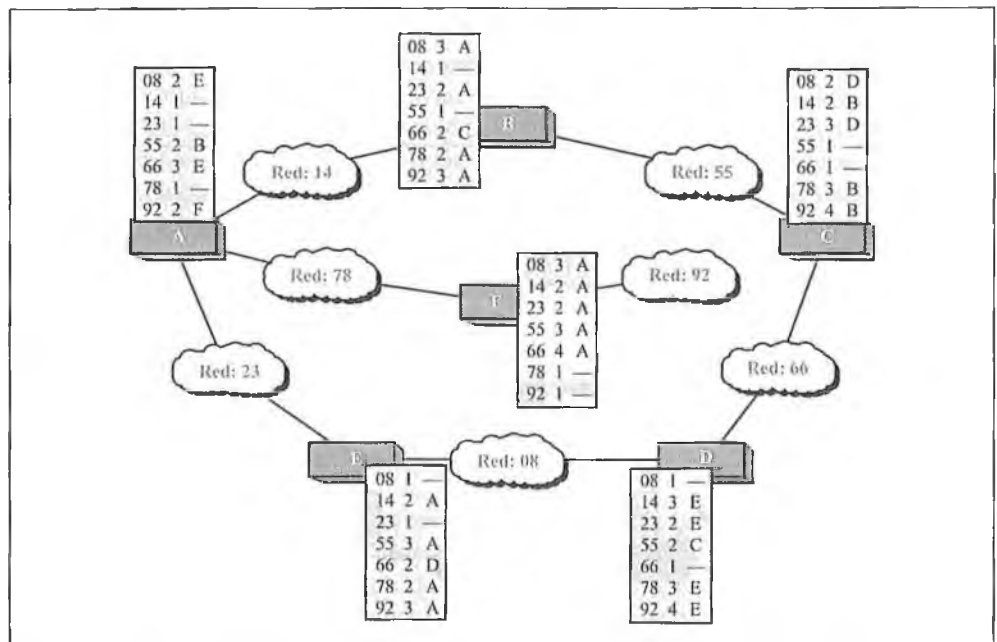 08 3 A
14 1 —
23 2 A
55 1 —
66 2 C
78 2 A
92 3 A
B
08 2 E
14 1 —
23 1 —
55 2 B
66 3 E
78 1 —
92 2 F
A
08 2 D
14 2 B
23 3 D
55 1 —
66 1 —
78 3 B
92 4 B
C
Red: 14
Red: 55
Red: 78
F
08 3 A
14 2 A
23 2 A
55 3 A
66 4 A
78 1 —
92 1 —
Red: 92
Red: 23
Red: 66
E
Red: 08
D
08 1 —
14 2 A
23 1 —
55 3 A
66 2 D
78 2 A
92 3 A
08 1 —
14 3 E
23 2 E
55 2 C
66 1 —
78 3 E
92 4 E